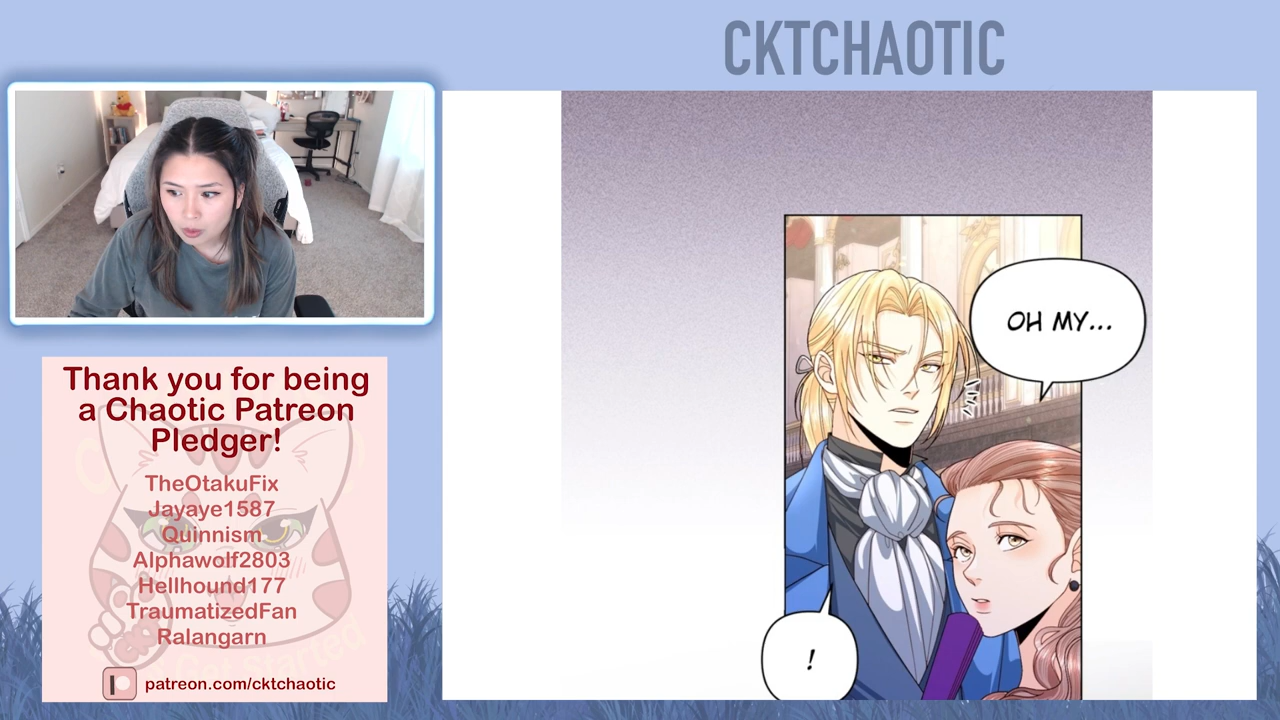 CKTCHAOTIC
OH MY...
!
Thank you for being
a Chaotic Patreon
Pledger!
TheOtakuFix
Jayaye1587
Quinnism
Alphawolf2803
Hellhound177
TraumatizedFan
Ralangarn
patreon.com/cktchaotic